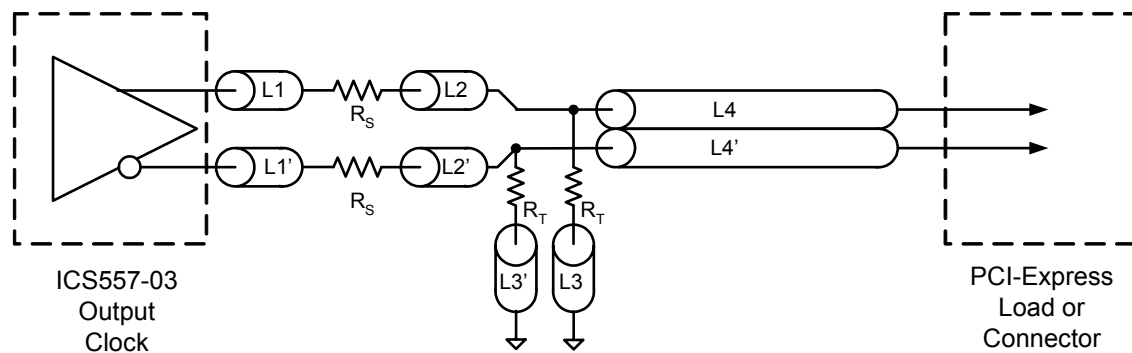 L1
R_S
L2
L4
L1'
R_S
L2'
L4'
R_T
R_T
L3'
L3
ICS557-03
Output
Clock
PCI-Express
Load or
Connector